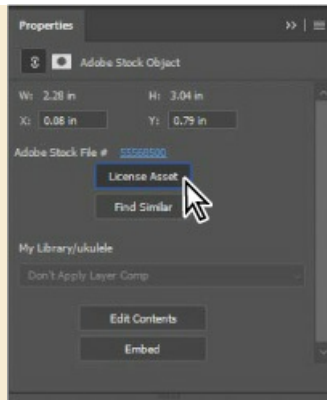 Properties
Adobe Stock Object
W: 2.28 in H: 3.04 in
X: 0.08 in Y: 0.79 in
Adobe Stock File # 55568500
License Asset
Find Similar
My Library/ukulele
Don't Apply Layer Comp
Edit Contents
Embed